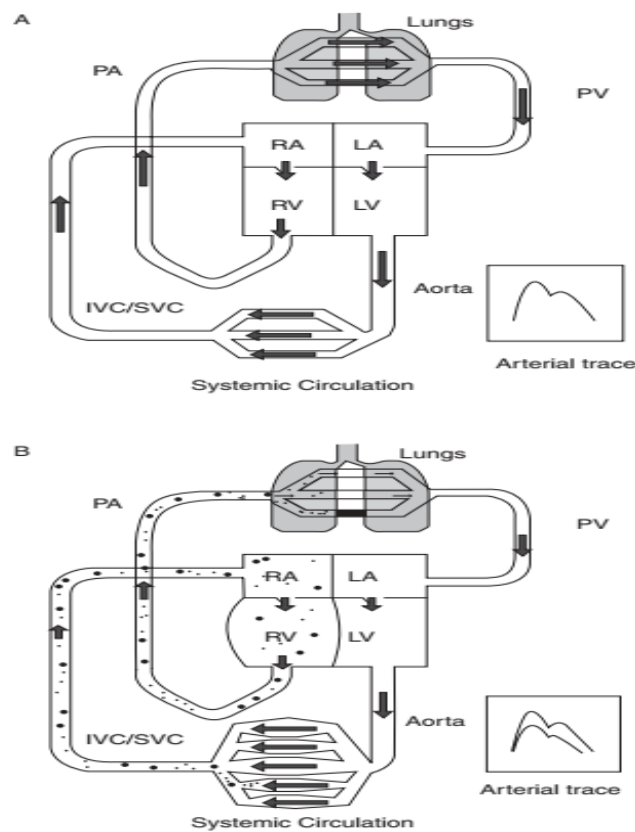 A
Lungs
PA
PV
RA LA
RV LV
IVC/SVC
Aorta
Arterial trace
Systemic Circulation
B
Lungs
PA
PV
RA LA
RV LV
IVC/SVC
Aorta
Arterial trace
Systemic Circulation